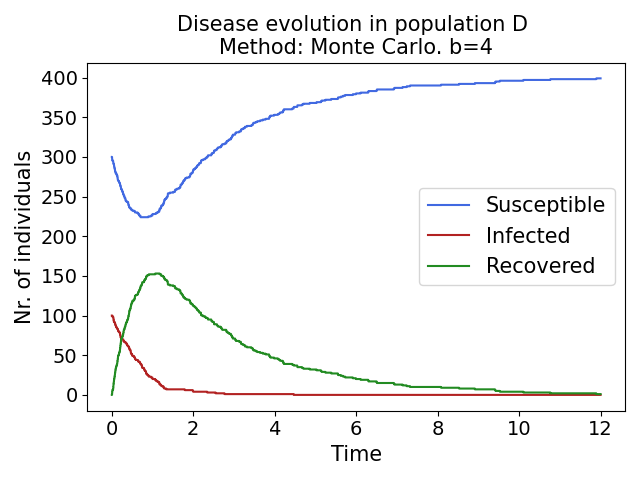 Disease evolution in population D
Method: Monte Carlo. b=4
Nr. of individuals
400
350
300
250
200
150
100
50
0
Susceptible
Infected
Recovered
0 2 4 6 8 10 12
Time